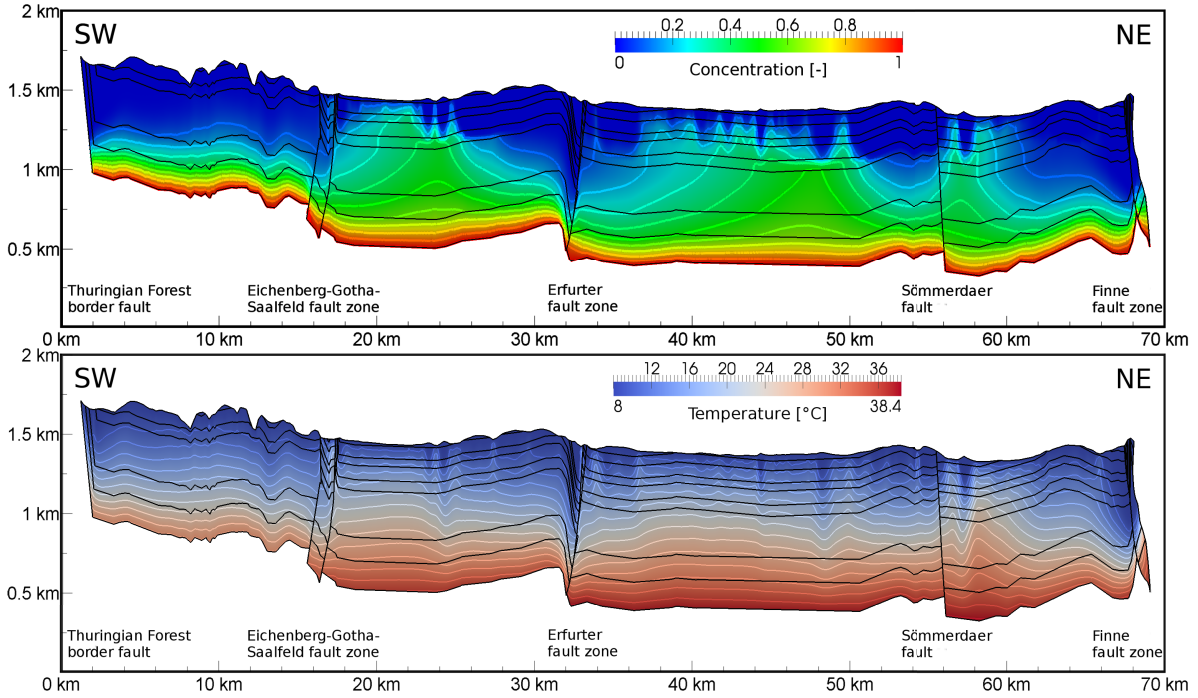 2 km
SW
NE
0.2 0.4 0.6 0.8
0 1
Concentration [-]
1.5 km
1 km
0.5 km
Thuringian Forest
border fault
Eichenberg-Gotha-
Saalfeld fault zone
Erfurter
fault zone
Sömmerdaer
fault
Finne
fault zone
0 km 10 km 20 km 30 km 40 km 50 km 60 km 70 km
2 km
SW
NE
12 16 20 24 28 32 36
8 38.4
Temperature [°C]
1.5 km
1 km
0.5 km
Thuringian Forest
border fault
Eichenberg-Gotha-
Saalfeld fault zone
Erfurter
fault zone
Sömmerdaer
fault
Finne
fault zone
0 km 10 km 20 km 30 km 40 km 50 km 60 km 70 km